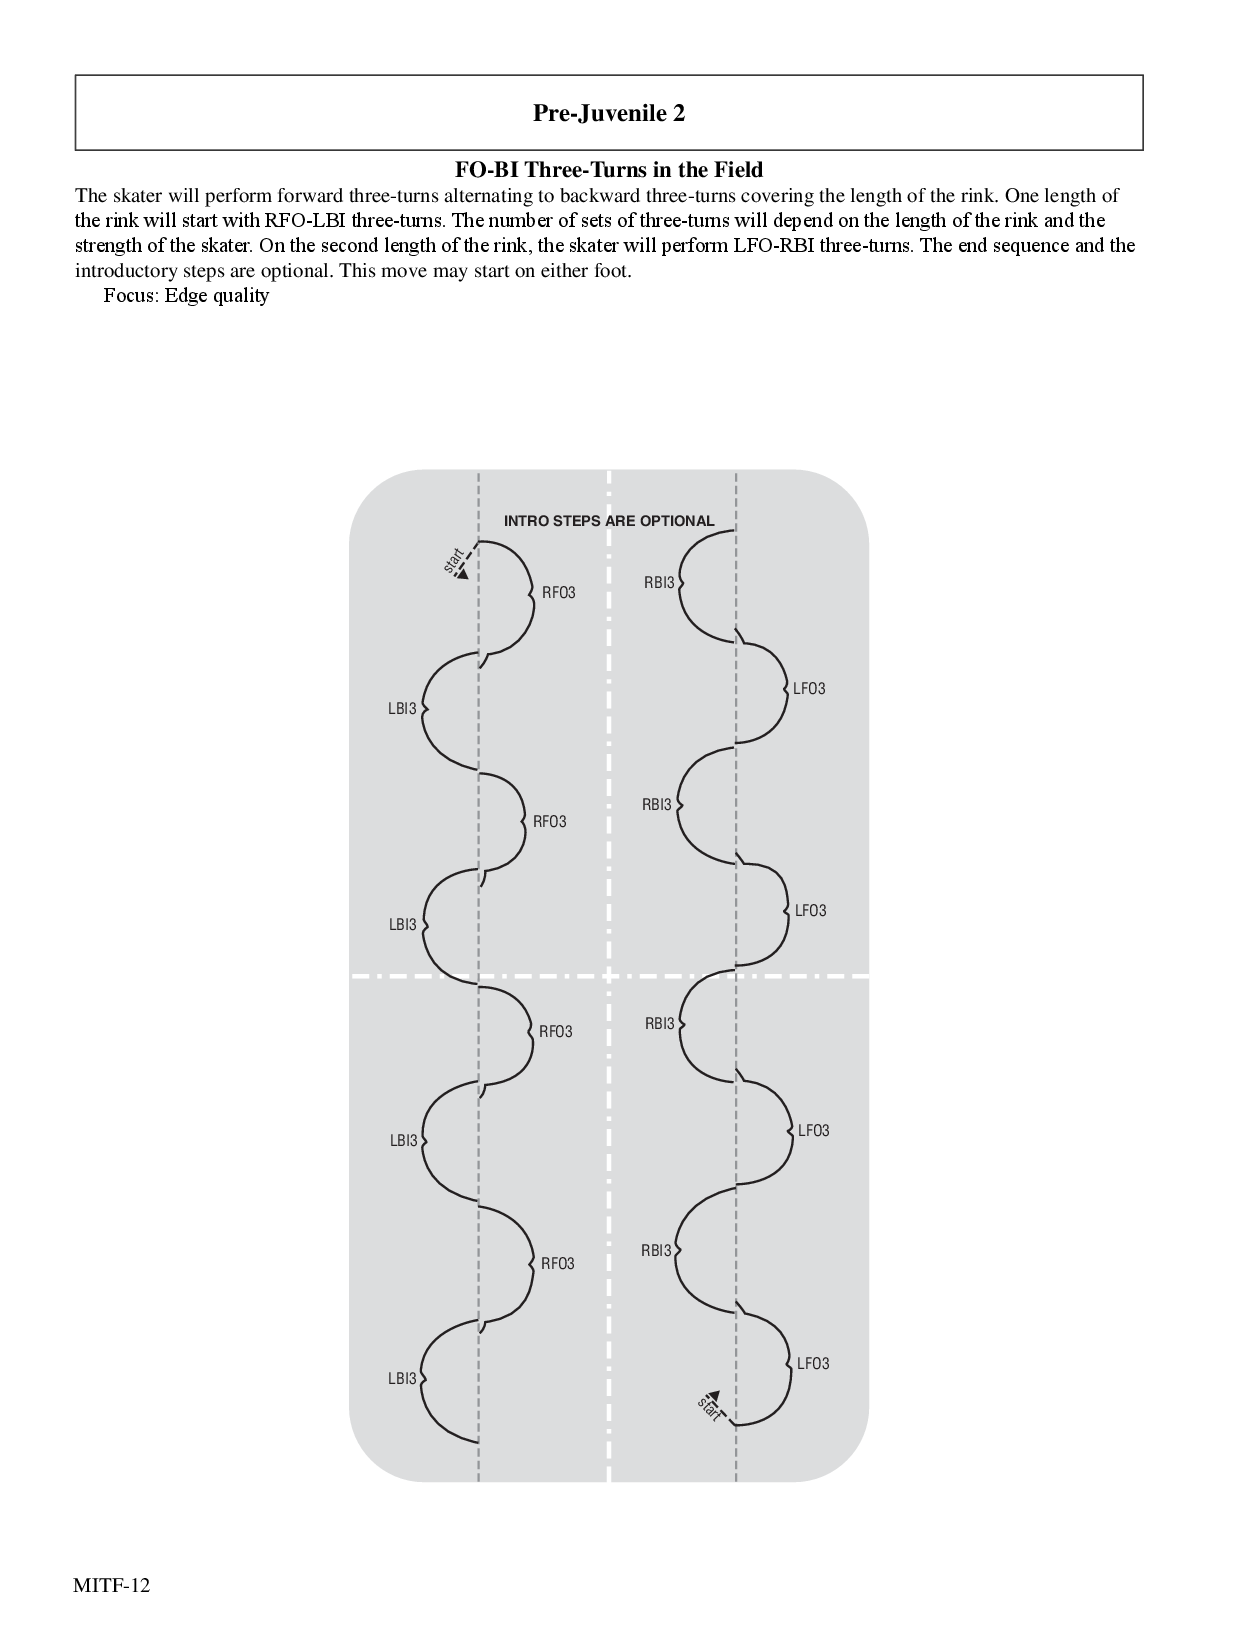 Pre-Juvenile 2
FO-BI Three-Turns in the Field
The skater will perform forward three-turns alternating to backward three-turns covering the length of the rink. One length of
the rink will start with RFO-LBI three-turns. The number of sets of three-turns will depend on the length of the rink and the
strength of the skater. On the second length of the rink, the skater will perform LFO-RBI three-turns. The end sequence and the
introductory steps are optional. This move may start on either foot.
Focus: Edge quality
INTRO STEPS ARE OPTIONAL
start
RFO3
LBI3
RFO3
LBI3
RFO3
LBI3
RFO3
LBI3
RBI3
LFO3
RBI3
LFO3
RBI3
LFO3
RBI3
LFO3
start
MITF-12